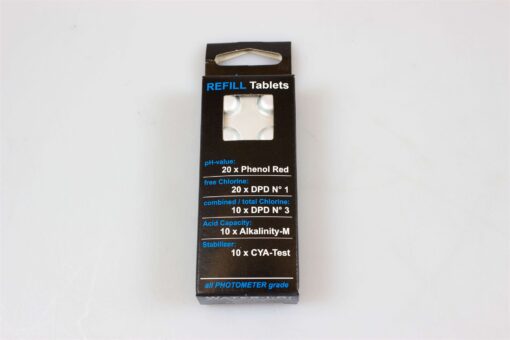 REFILL Tablets
pH-value:
20 x Phenol Red
free Chlorine:
20 x DPD N° 1
combined / total Chlorine:
10 x DPD N° 3
Acid Capacity:
10 x Alkalinity-M
Stabiliser:
10 x CYA-Test
all PHOTOMETER grade